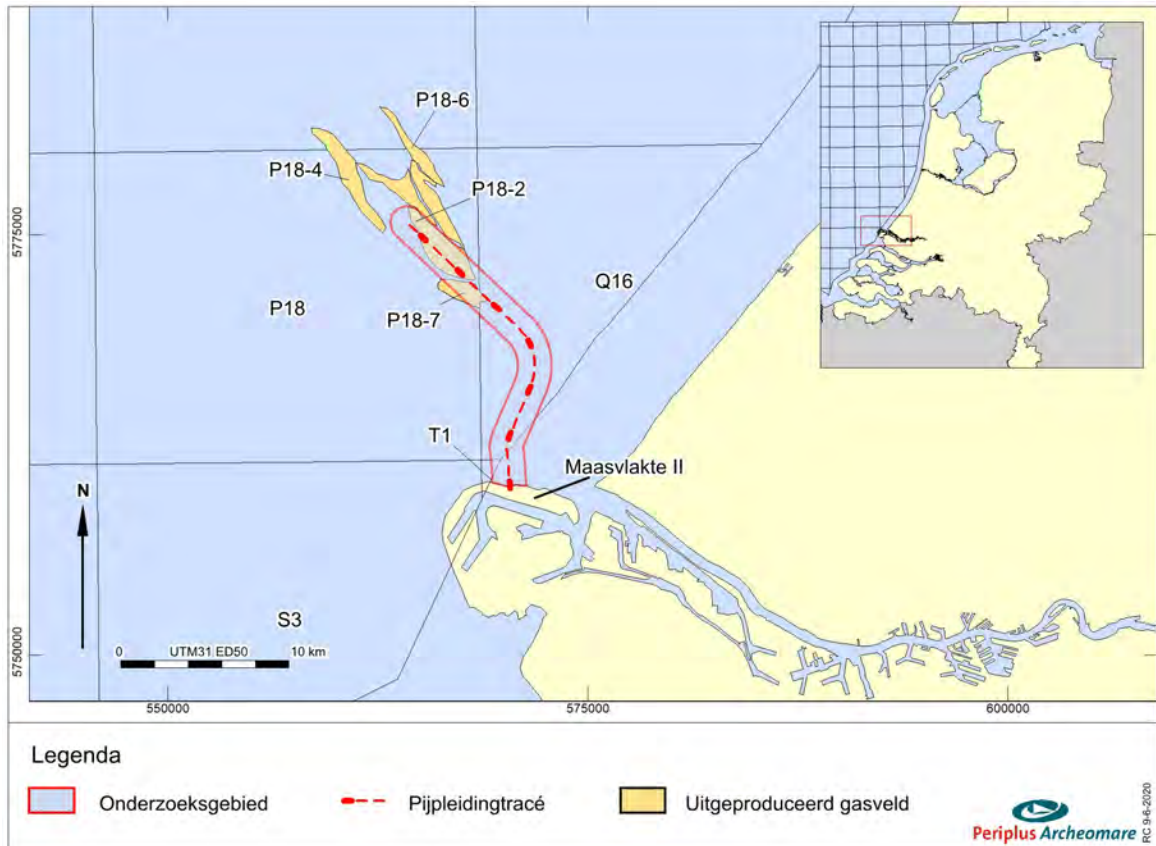 P18-6
P18-4
P18-2
5775000
Q16
P18
P18-7
T1
Maasvlakte II
N
S3
0 UTM31 ED50 10 km
5750000
550000 575000 600000
Legenda
Onderzoeksgebied
Pijpleidingtracé
Uitgeproduceerd gasveld
Periplus Archeomare
RC 9-6-2020